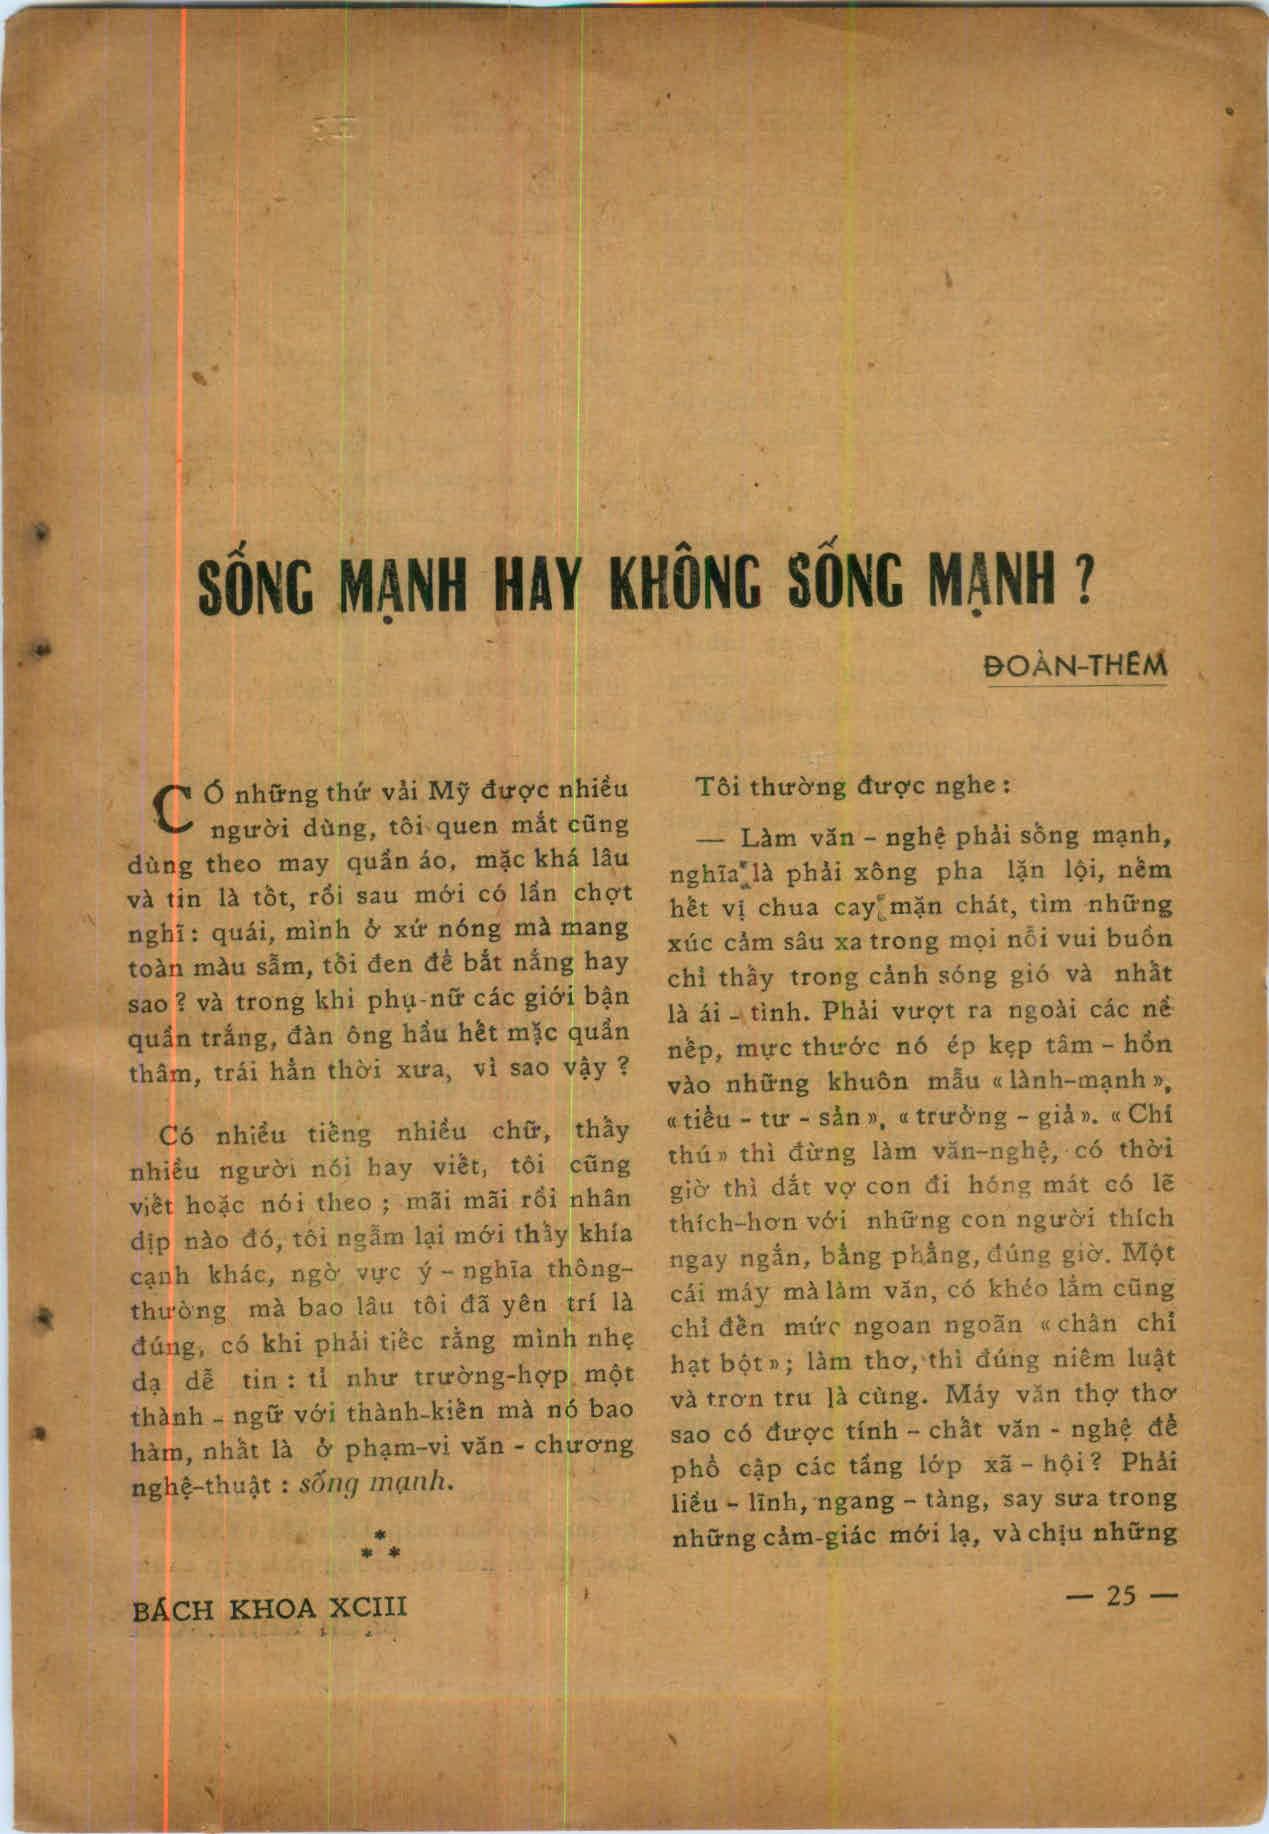 SỐNG MẠNH HAY KHÔNG SỐNG MẠNH ?
ĐOÀN-THÊM
CÓ những thứ vải Mỹ được nhiều
người dùng, tôi quen mắt cũng
dùng theo may quần áo, mặc khá lâu
và tin là tốt, rồi sau mới có lần chợt
nghĩ : quái, mình ở xứ nóng mà mang
toàn màu sẫm, tối đen để bắt nắng hay
sao ? và trong khi phụ-nữ các giới bận
quần trắng, đàn ông hầu hết mặc quần
thâm, trái hẳn thời xưa, vì sao vậy ?
Có nhiều tiếng nhiều chữ, thấy
nhiều người nói hay viết, tôi cũng
viết hoặc nói theo ; mãi mãi rồi nhân
dịp nào đó, tôi ngẫm lại mới thấy khía
cạnh khác, ngờ vực ý – nghĩa thông-
thường mà bao lâu tôi đã yên trí là
đúng, có khi phải tiếc rằng mình nhẹ
dạ dễ tin : tỉ như trường-hợp một
thành – ngữ với thành-kiến mà nó bao
hàm, nhất là ở phạm-vi văn - chương
nghệ-thuật : sống mạnh.
*
* *
Tôi thường được nghe :
— Làm văn – nghệ phải sống mạnh,
nghĩa là phải xông pha lặn lội, nếm
hết vị chua cay mặn chát, tìm những
xúc cảm sâu xa trong mọi nỗi vui buồn
chỉ thấy trong cảnh sóng gió và nhất
là ái – tình. Phải vượt ra ngoài các nề
nếp, mực thước nó ép kẹp tâm – hồn
vào những khuôn mẫu « lành-mạnh »,
« tiểu - tư - sản », « trưởng – giả ». « Chí
thú » thì đừng làm văn-nghệ, có thời
giờ thì dắt vợ con đi hóng mát có lẽ
thích-hơn với những con người thích
ngay ngắn, bằng phẳng, đúng giờ. Một
cái máy mà làm văn, có khéo lắm cũng
chỉ đến mức ngoan ngoãn « chân chỉ
hạt bột » ; làm thơ, thì đúng niêm luật
và trơn tru là cùng. Máy văn thợ thơ
sao có được tính – chất văn - nghệ để
phổ cập các tầng lớp xã – hội ? Phải
liều – lĩnh, ngang – tàng, say sưa trong
những cảm-giác mới lạ, và chịu những
BÁCH KHOA XCIII
— 25 —